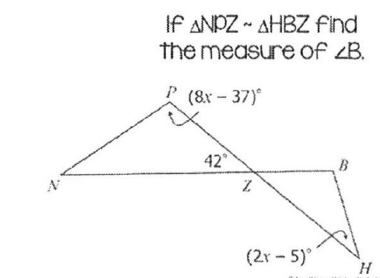 If ΔNPZ ~ ΔHBZ find
the measure of ∠B.
P
(8x − 37)°
42°
B
N
Z
(2x − 5)°
H